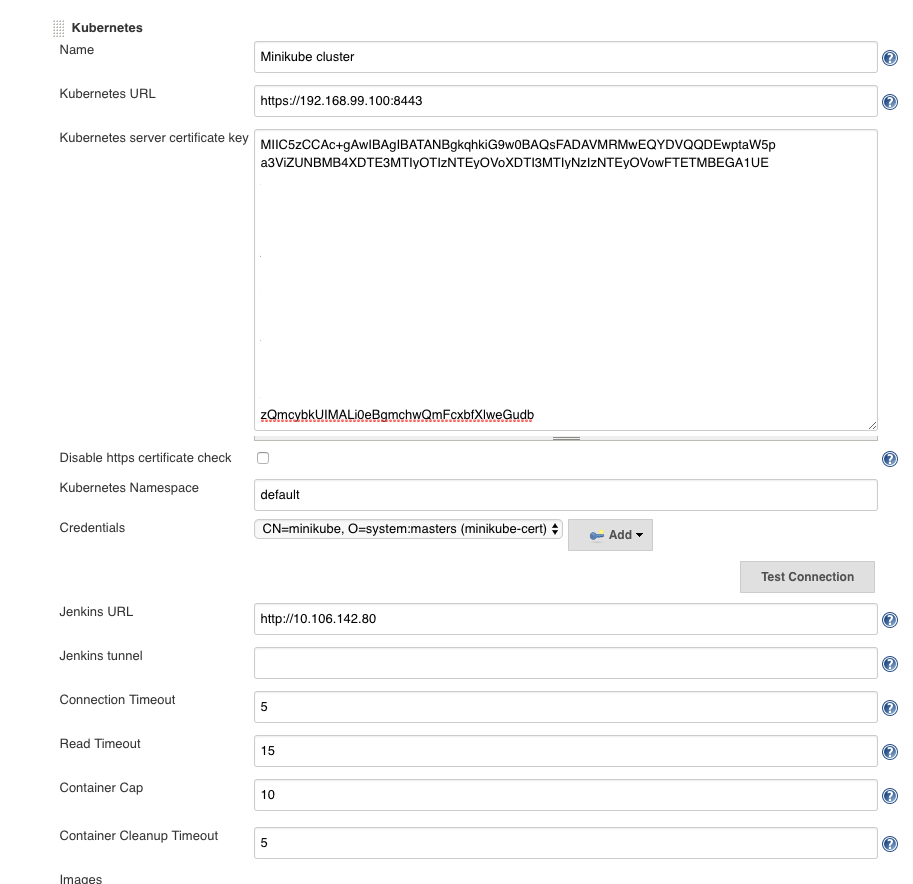 Kubernetes
Name
Minikube cluster
Kubernetes URL
https://192.168.99.100:8443
Kubernetes server certificate key
MIIC5zCCAc+gAwIBAgIBATANBgkqhkiG9w0BAQsFADAVMRMwEQYDVQQDEwptaW5p
a3ViZUNBMB4XDTE3MTIyOTIzNTEyOVoXDTI3MTIyNzIzNTEyOVowFTETMBEGA1UE
zQmcybkUIMALi0eBgmchwQmFcxbfXlweGudb
Disable https certificate check
Kubernetes Namespace
default
Credentials
CN=minikube, O=system:masters (minikube-cert)
Add
Test Connection
Jenkins URL
http://10.106.142.80
Jenkins tunnel
Connection Timeout
5
Read Timeout
15
Container Cap
10
Container Cleanup Timeout
5
Images